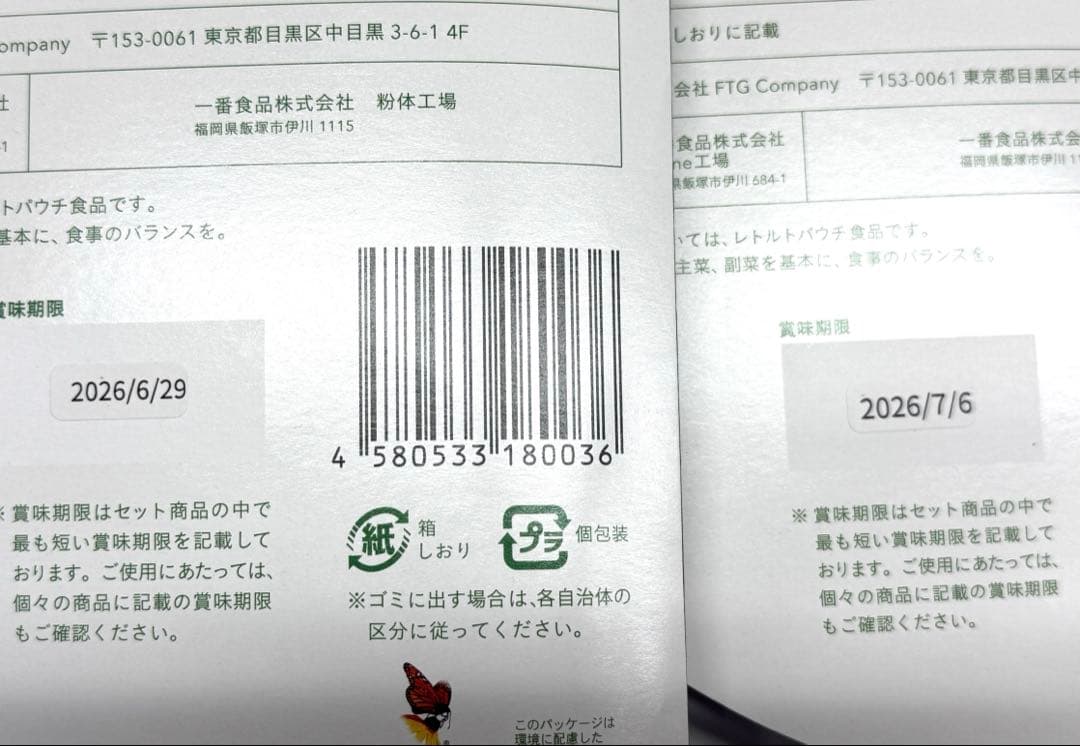 ompany 〒153-0061 東京都目黒区中目黒 3-6-1 4F
社
-1
一番食品株式会社 粉体工場
福岡県飯塚市伊川 1115
トパウチ食品です。
基本に、食事のバランスを。
賞味期限
2026/6/29
※ 賞味期限はセット商品の中で
最も短い賞味期限を記載して
おります。ご使用にあたっては、
個々の商品に記載の賞味期限
もご確認ください。
4 580533 180036
紙
箱
しおり
プラ
個包装
※ゴミに出す場合は、各自治体の
区分に従ってください。
このパッケージは
環境に配慮した
しおりに記載
会社 FTG Company 〒153-0061 東京都目黒区中
食品株式会社
ne工場
県飯塚市伊川 684-1
一番食品株式会
福岡県飯塚市伊川 11
いては、レトルトパウチ食品です。
主菜、副菜を基本に、食事のバランスを。
賞味期限
2026/7/6
※ 賞味期限はセット商品の中で
最も短い賞味期限を記載して
おります。ご使用にあたっては、
個々の商品に記載の賞味期限
もご確認ください。